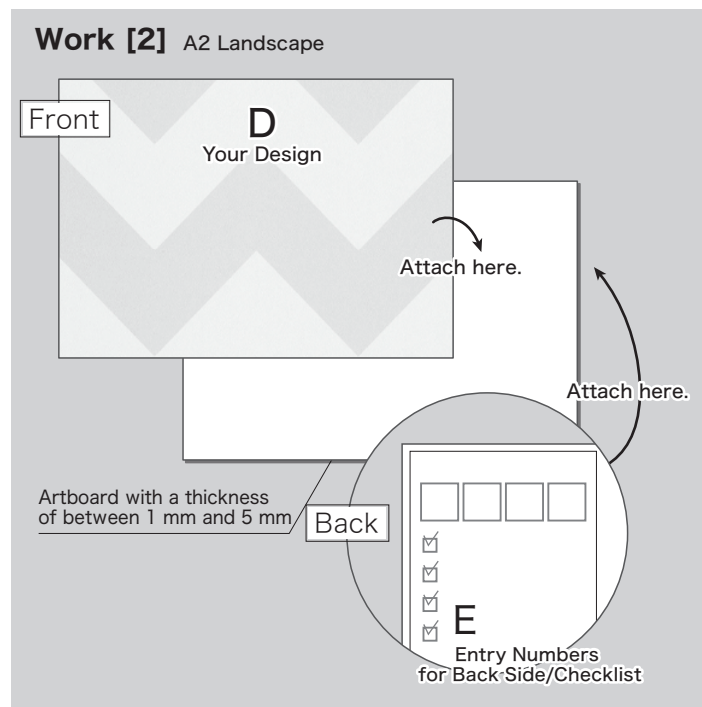 Work [2] A2 Landscape
Front
D
Your Design
Attach here.
Attach here.
Artboard with a thickness
of between 1 mm and 5 mm
Back
E
Entry Numbers
for Back Side/Checklist